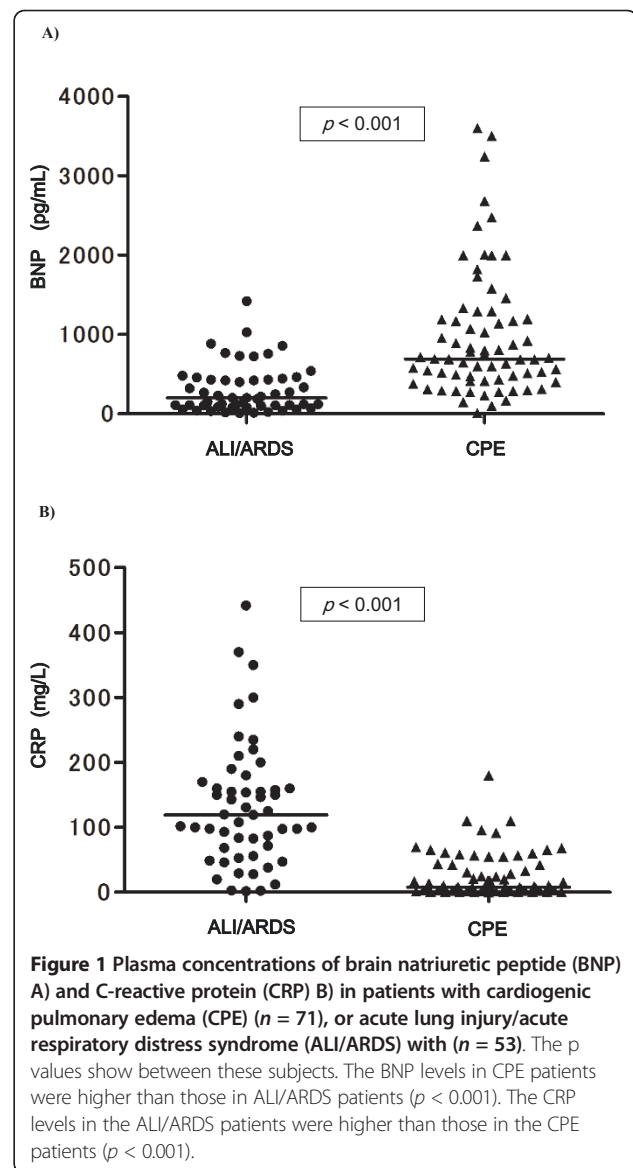 A)
4000
3000
2000
1000
0
BNP (pg/mL)
p < 0.001
ALI/ARDS
CPE
B)
500
400
300
200
100
0
CRP (mg/L)
p < 0.001
ALI/ARDS
CPE
Figure 1 Plasma concentrations of brain natriuretic peptide (BNP)
A) and C-reactive protein (CRP) B) in patients with cardiogenic
pulmonary edema (CPE) (n = 71), or acute lung injury/acute
respiratory distress syndrome (ALI/ARDS) with (n = 53). The p
values show between these subjects. The BNP levels in CPE patients
were higher than those in ALI/ARDS patients (p < 0.001). The CRP
levels in the ALI/ARDS patients were higher than those in the CPE
patients (p < 0.001).